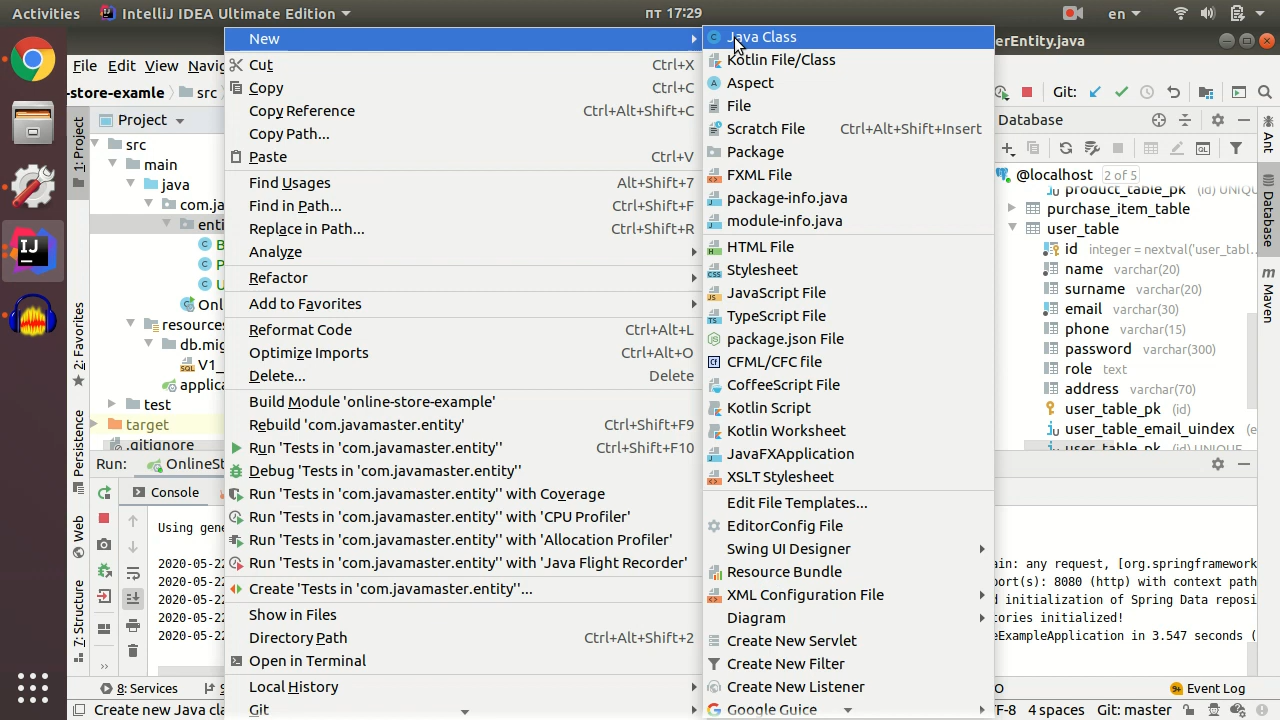 Activities
IntelliJ IDEA Ultimate Edition
пт 17:29
en
erEntity.java
File Edit View Navig
-store-examle
src
Git:
1: Project
2: Favorites
Persistence
Web
7: Structure
Project
src
main
java
com.ja
enti
B
P
U
Onl
resources
db.mig
V1_
applica
test
target
.gitignore
Run:
OnlineSt
Console
Using gene
2020-05-22
2020-05-22
2020-05-22
2020-05-22
2020-05-22
8: Services
Create new Java cla
New
Cut Ctrl+X
Copy Ctrl+C
Copy Reference Ctrl+Alt+Shift+C
Copy Path...
Paste Ctrl+V
Find Usages Alt+Shift+7
Find in Path... Ctrl+Shift+F
Replace in Path... Ctrl+Shift+R
Analyze
Refactor
Add to Favorites
Reformat Code Ctrl+Alt+L
Optimize Imports Ctrl+Alt+O
Delete... Delete
Build Module 'online-store-example'
Rebuild 'com.javamaster.entity' Ctrl+Shift+F9
Run 'Tests in 'com.javamaster.entity'' Ctrl+Shift+F10
Debug 'Tests in 'com.javamaster.entity''
Run 'Tests in 'com.javamaster.entity'' with Coverage
Run 'Tests in 'com.javamaster.entity'' with 'CPU Profiler'
Run 'Tests in 'com.javamaster.entity'' with 'Allocation Profiler'
Run 'Tests in 'com.javamaster.entity'' with 'Java Flight Recorder'
Create 'Tests in 'com.javamaster.entity''...
Show in Files
Directory Path Ctrl+Alt+Shift+2
Open in Terminal
Local History
Git
Java Class
Kotlin File/Class
Aspect
File
Scratch File Ctrl+Alt+Shift+Insert
Package
FXML File
package-info.java
module-info.java
HTML File
Stylesheet
JavaScript File
TypeScript File
package.json File
CFML/CFC file
CoffeeScript File
Kotlin Script
Kotlin Worksheet
JavaFXApplication
XSLT Stylesheet
Edit File Templates...
EditorConfig File
Swing UI Designer
Resource Bundle
XML Configuration File
Diagram
Create New Servlet
Create New Filter
Create New Listener
Google Guice
Database
@localhost 2 of 5
product_table_pk (id) UNIQUE
purchase_item_table
user_table
id integer = nextval('user_tabl...
name varchar(20)
surname varchar(20)
email varchar(30)
phone varchar(15)
password varchar(300)
role text
address varchar(70)
user_table_pk (id)
user_table_email_uindex (e
user_table_pk (id) UNIQUE
Ant
Database
Maven
ain: any request, [org.springframework
ort(s): 8080 (http) with context path
d initialization of Spring Data reposi
tories initialized!
eExampleApplication in 3.547 seconds (
Event Log
TF-8 4 spaces Git: master